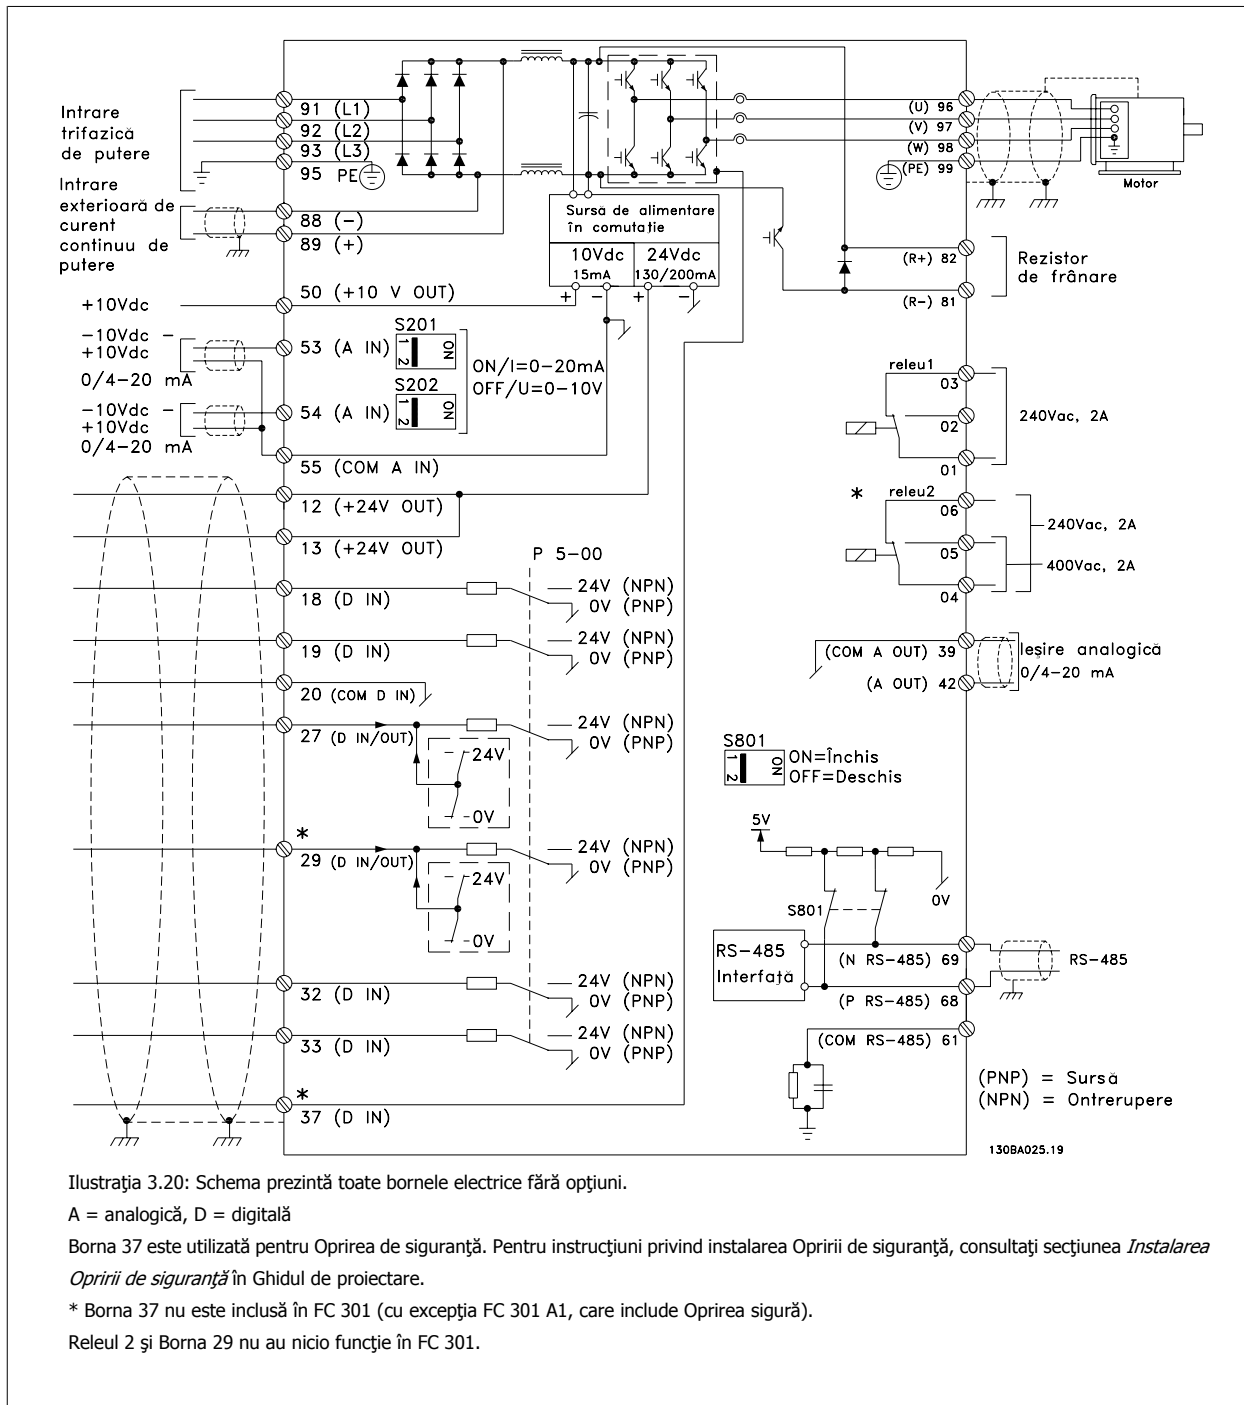 Intrare
trifazică
de putere
91 (L1)
92 (L2)
93 (L3)
95 PE
Intrare
exterioară de
curent
continuu de
putere
88 (-)
89 (+)
Sursă de alimentare
în comutaţie
10Vdc
15mA
24Vdc
130/200mA
+ - + -
(U) 96
(V) 97
(W) 98
(PE) 99
Motor
(R+) 82
(R-) 81
Rezistor
de frânare
+10Vdc
50 (+10 V OUT)
-10Vdc -
+10Vdc
0/4-20 mA
53 (A IN)
S201
ON
1 2
-10Vdc -
+10Vdc
0/4-20 mA
54 (A IN)
S202
ON
1 2
ON/I=0-20mA
OFF/U=0-10V
55 (COM A IN)
12 (+24V OUT)
13 (+24V OUT)
releu1
03
02
01
240Vac, 2A
* releu2
06
05
04
240Vac, 2A
400Vac, 2A
P 5-00
18 (D IN)
24V (NPN)
0V (PNP)
19 (D IN)
24V (NPN)
0V (PNP)
20 (COM D IN)
27 (D IN/OUT)
24V (NPN)
0V (PNP)
24V
0V
*
29 (D IN/OUT)
24V (NPN)
0V (PNP)
24V
0V
32 (D IN)
24V (NPN)
0V (PNP)
33 (D IN)
24V (NPN)
0V (PNP)
*
37 (D IN)
(COM A OUT) 39
(A OUT) 42
Ieşire analogică
0/4-20 mA
S801
ON
1 2
ON=Închis
OFF=Deschis
5V
0V
S801
RS-485
Interfaţă
(N RS-485) 69
(P RS-485) 68
RS-485
(COM RS-485) 61
(PNP) = Sursă
(NPN) = Ontrerupere
130BA025.19
Ilustraţia 3.20: Schema prezintă toate bornele electrice fără opţiuni.
A = analogică, D = digitală
Borna 37 este utilizată pentru Oprirea de siguranţă. Pentru instrucţiuni privind instalarea Opririi de siguranţă, consultaţi secţiunea Instalarea
Opririi de siguranţă în Ghidul de proiectare.
* Borna 37 nu este inclusă în FC 301 (cu excepţia FC 301 A1, care include Oprirea sigură).
Releul 2 şi Borna 29 nu au nicio funcţie în FC 301.